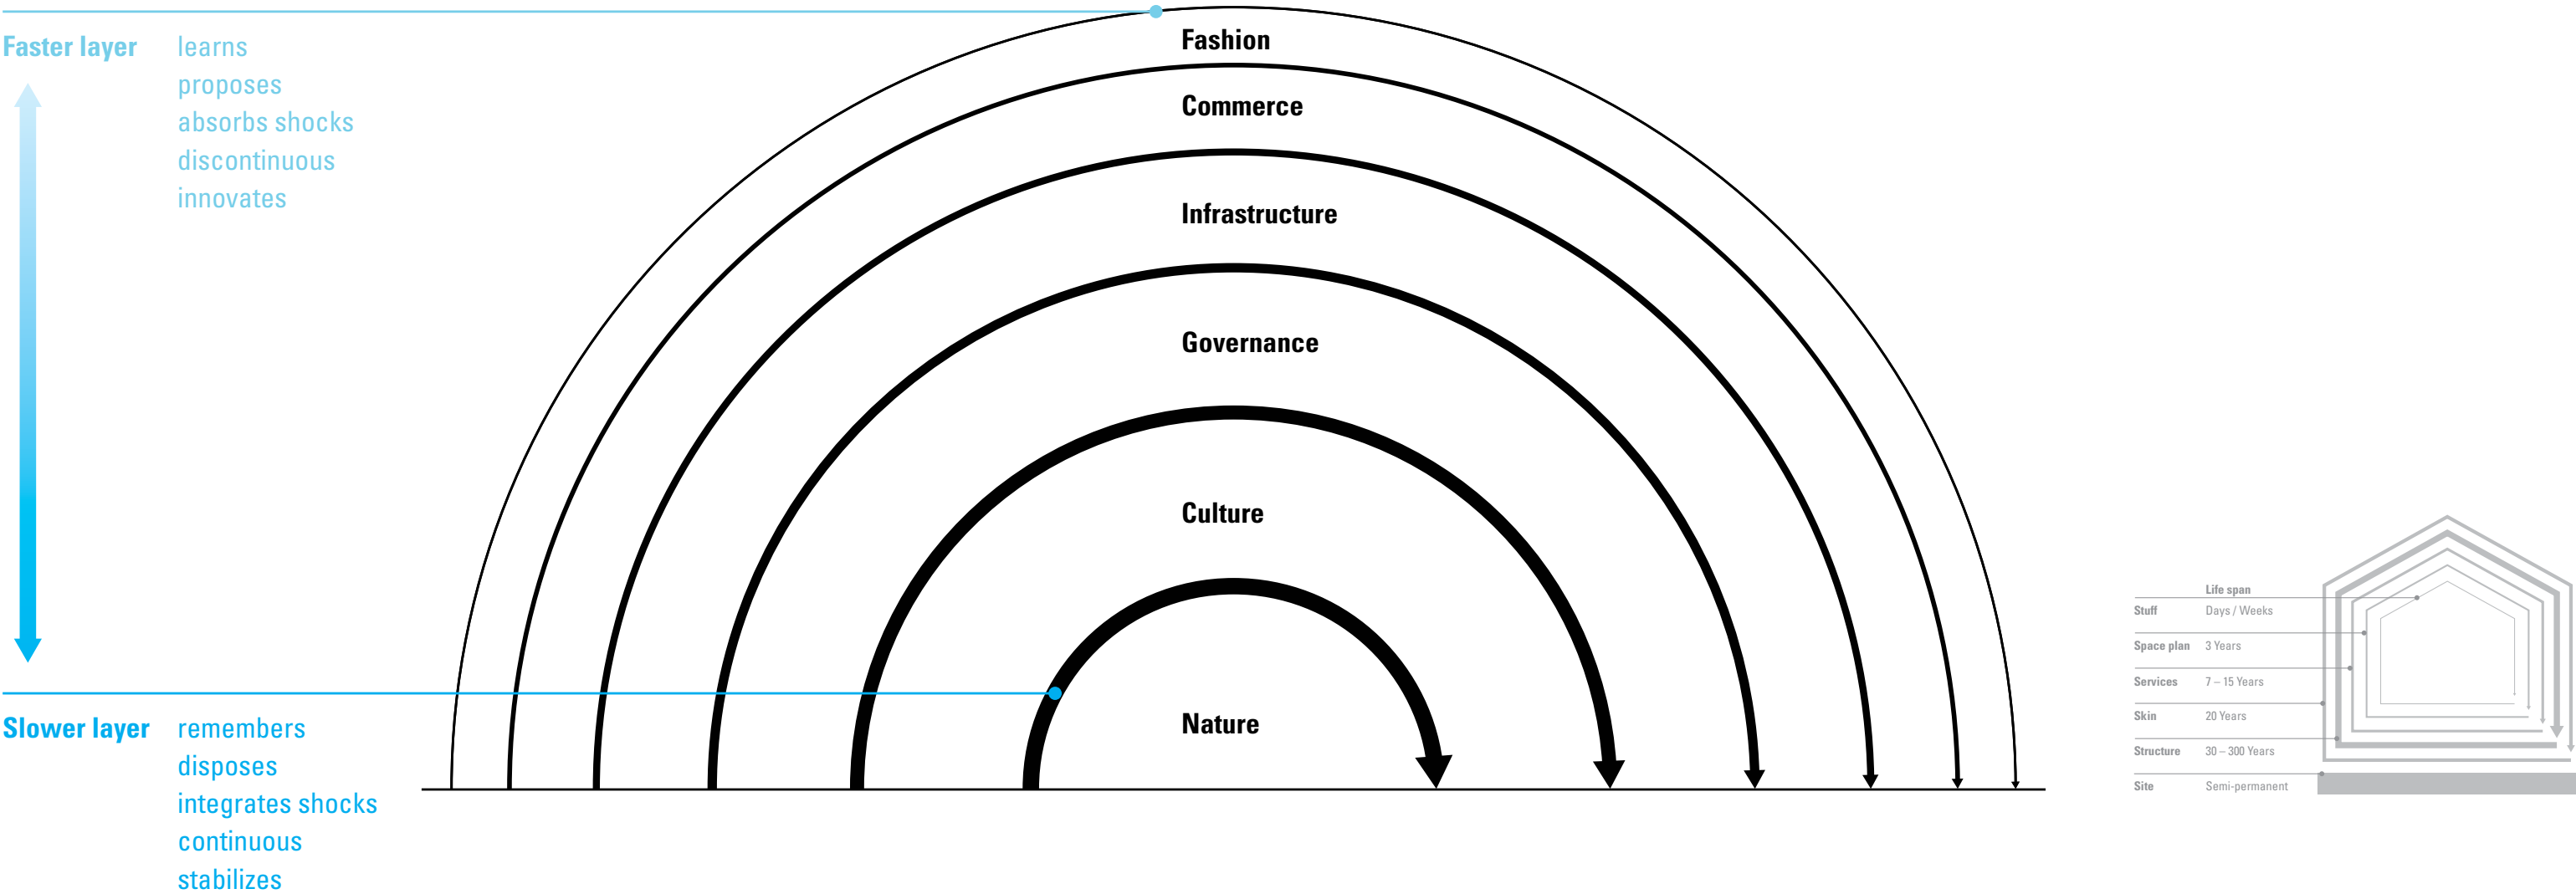 Faster layer learns
proposes
absorbs shocks
discontinuous
innovates
Slower layer remembers
disposes
integrates shocks
continuous
stabilizes
Fashion
Commerce
Infrastructure
Governance
Culture
Nature
Life span
Stuff Days / Weeks
Space plan 3 Years
Services 7 – 15 Years
Skin 20 Years
Structure 30 – 300 Years
Site Semi-permanent